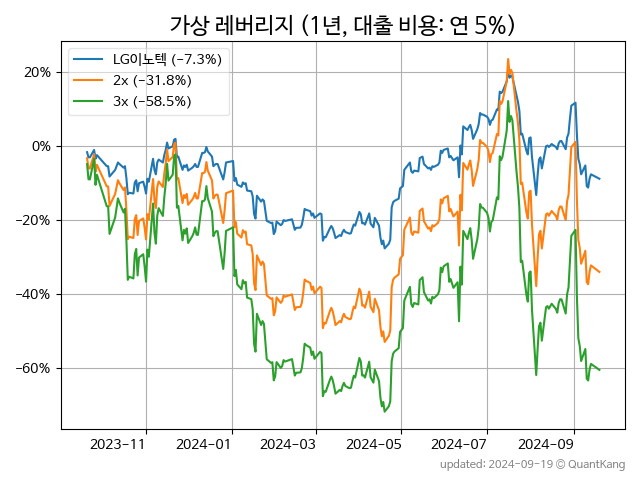 가상 레버리지 (1년, 대출 비용: 연 5%)
LG이노텍 (−7.3%)
2x (−31.8%)
3x (−58.5%)
20%
0%
−20%
−40%
−60%
2023-11
2024-01
2024-03
2024-05
2024-07
2024-09
updated: 2024-09-19 © QuantKang